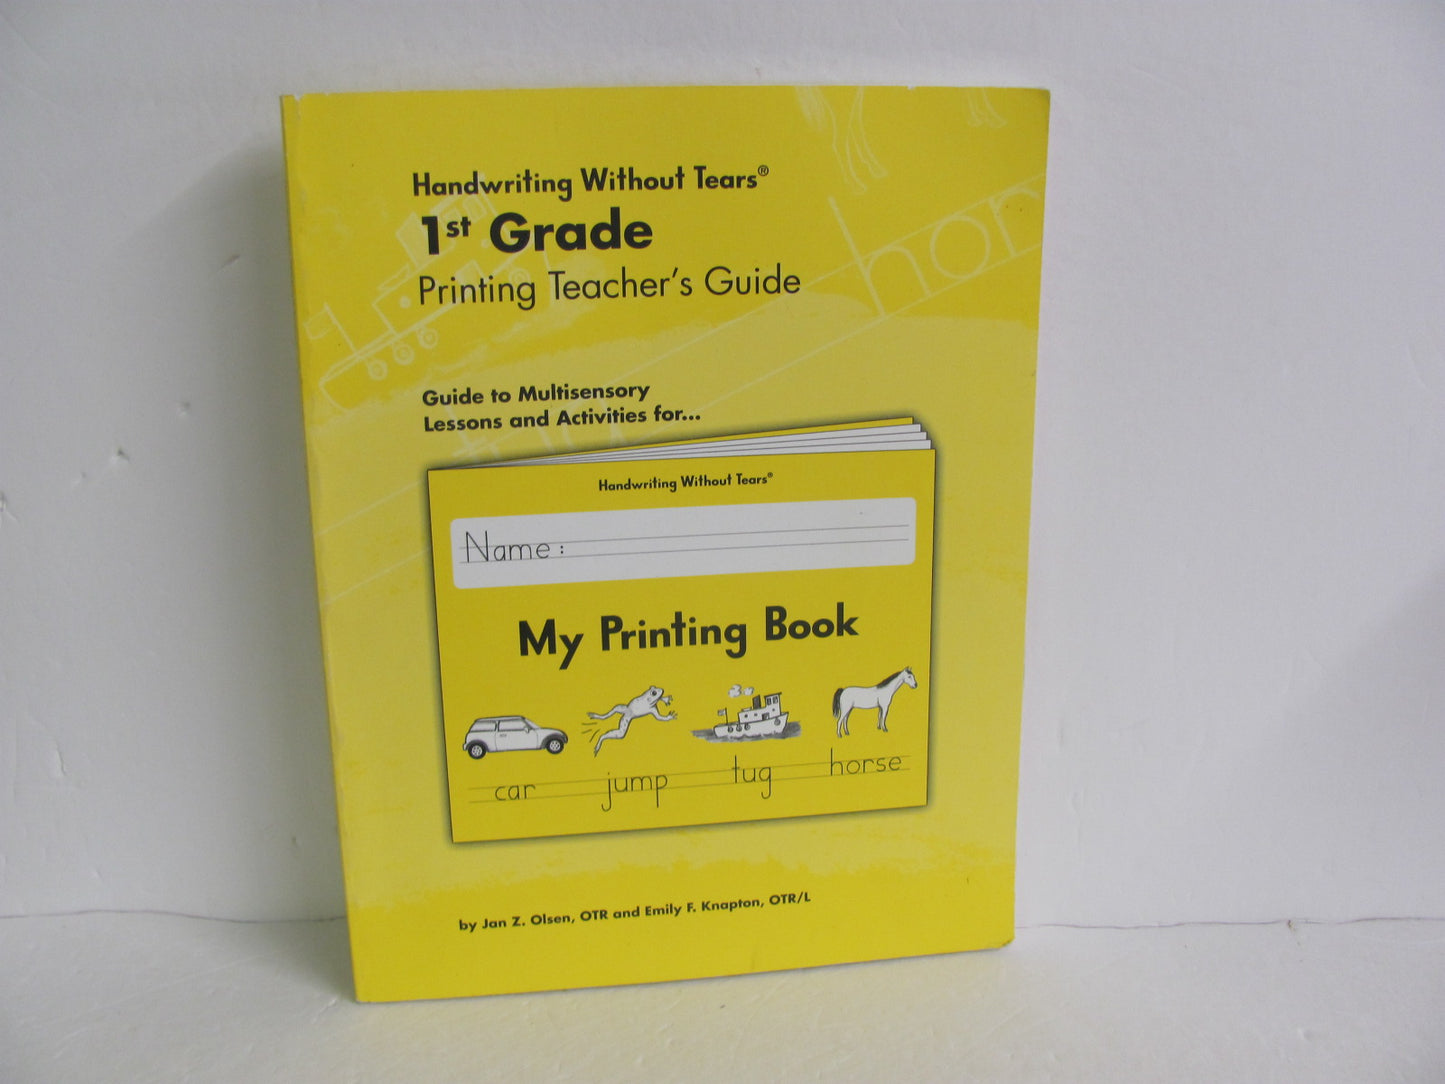 Handwriting Without Tears®
1st Grade
Printing Teacher's Guide
hor
Guide to Multisensory
Lessons and Activities for...
Handwriting Without Tears®
Name:
My Printing Book
car jump tug horse
by Jan Z. Olsen, OTR and Emily F. Knapton, OTR/L